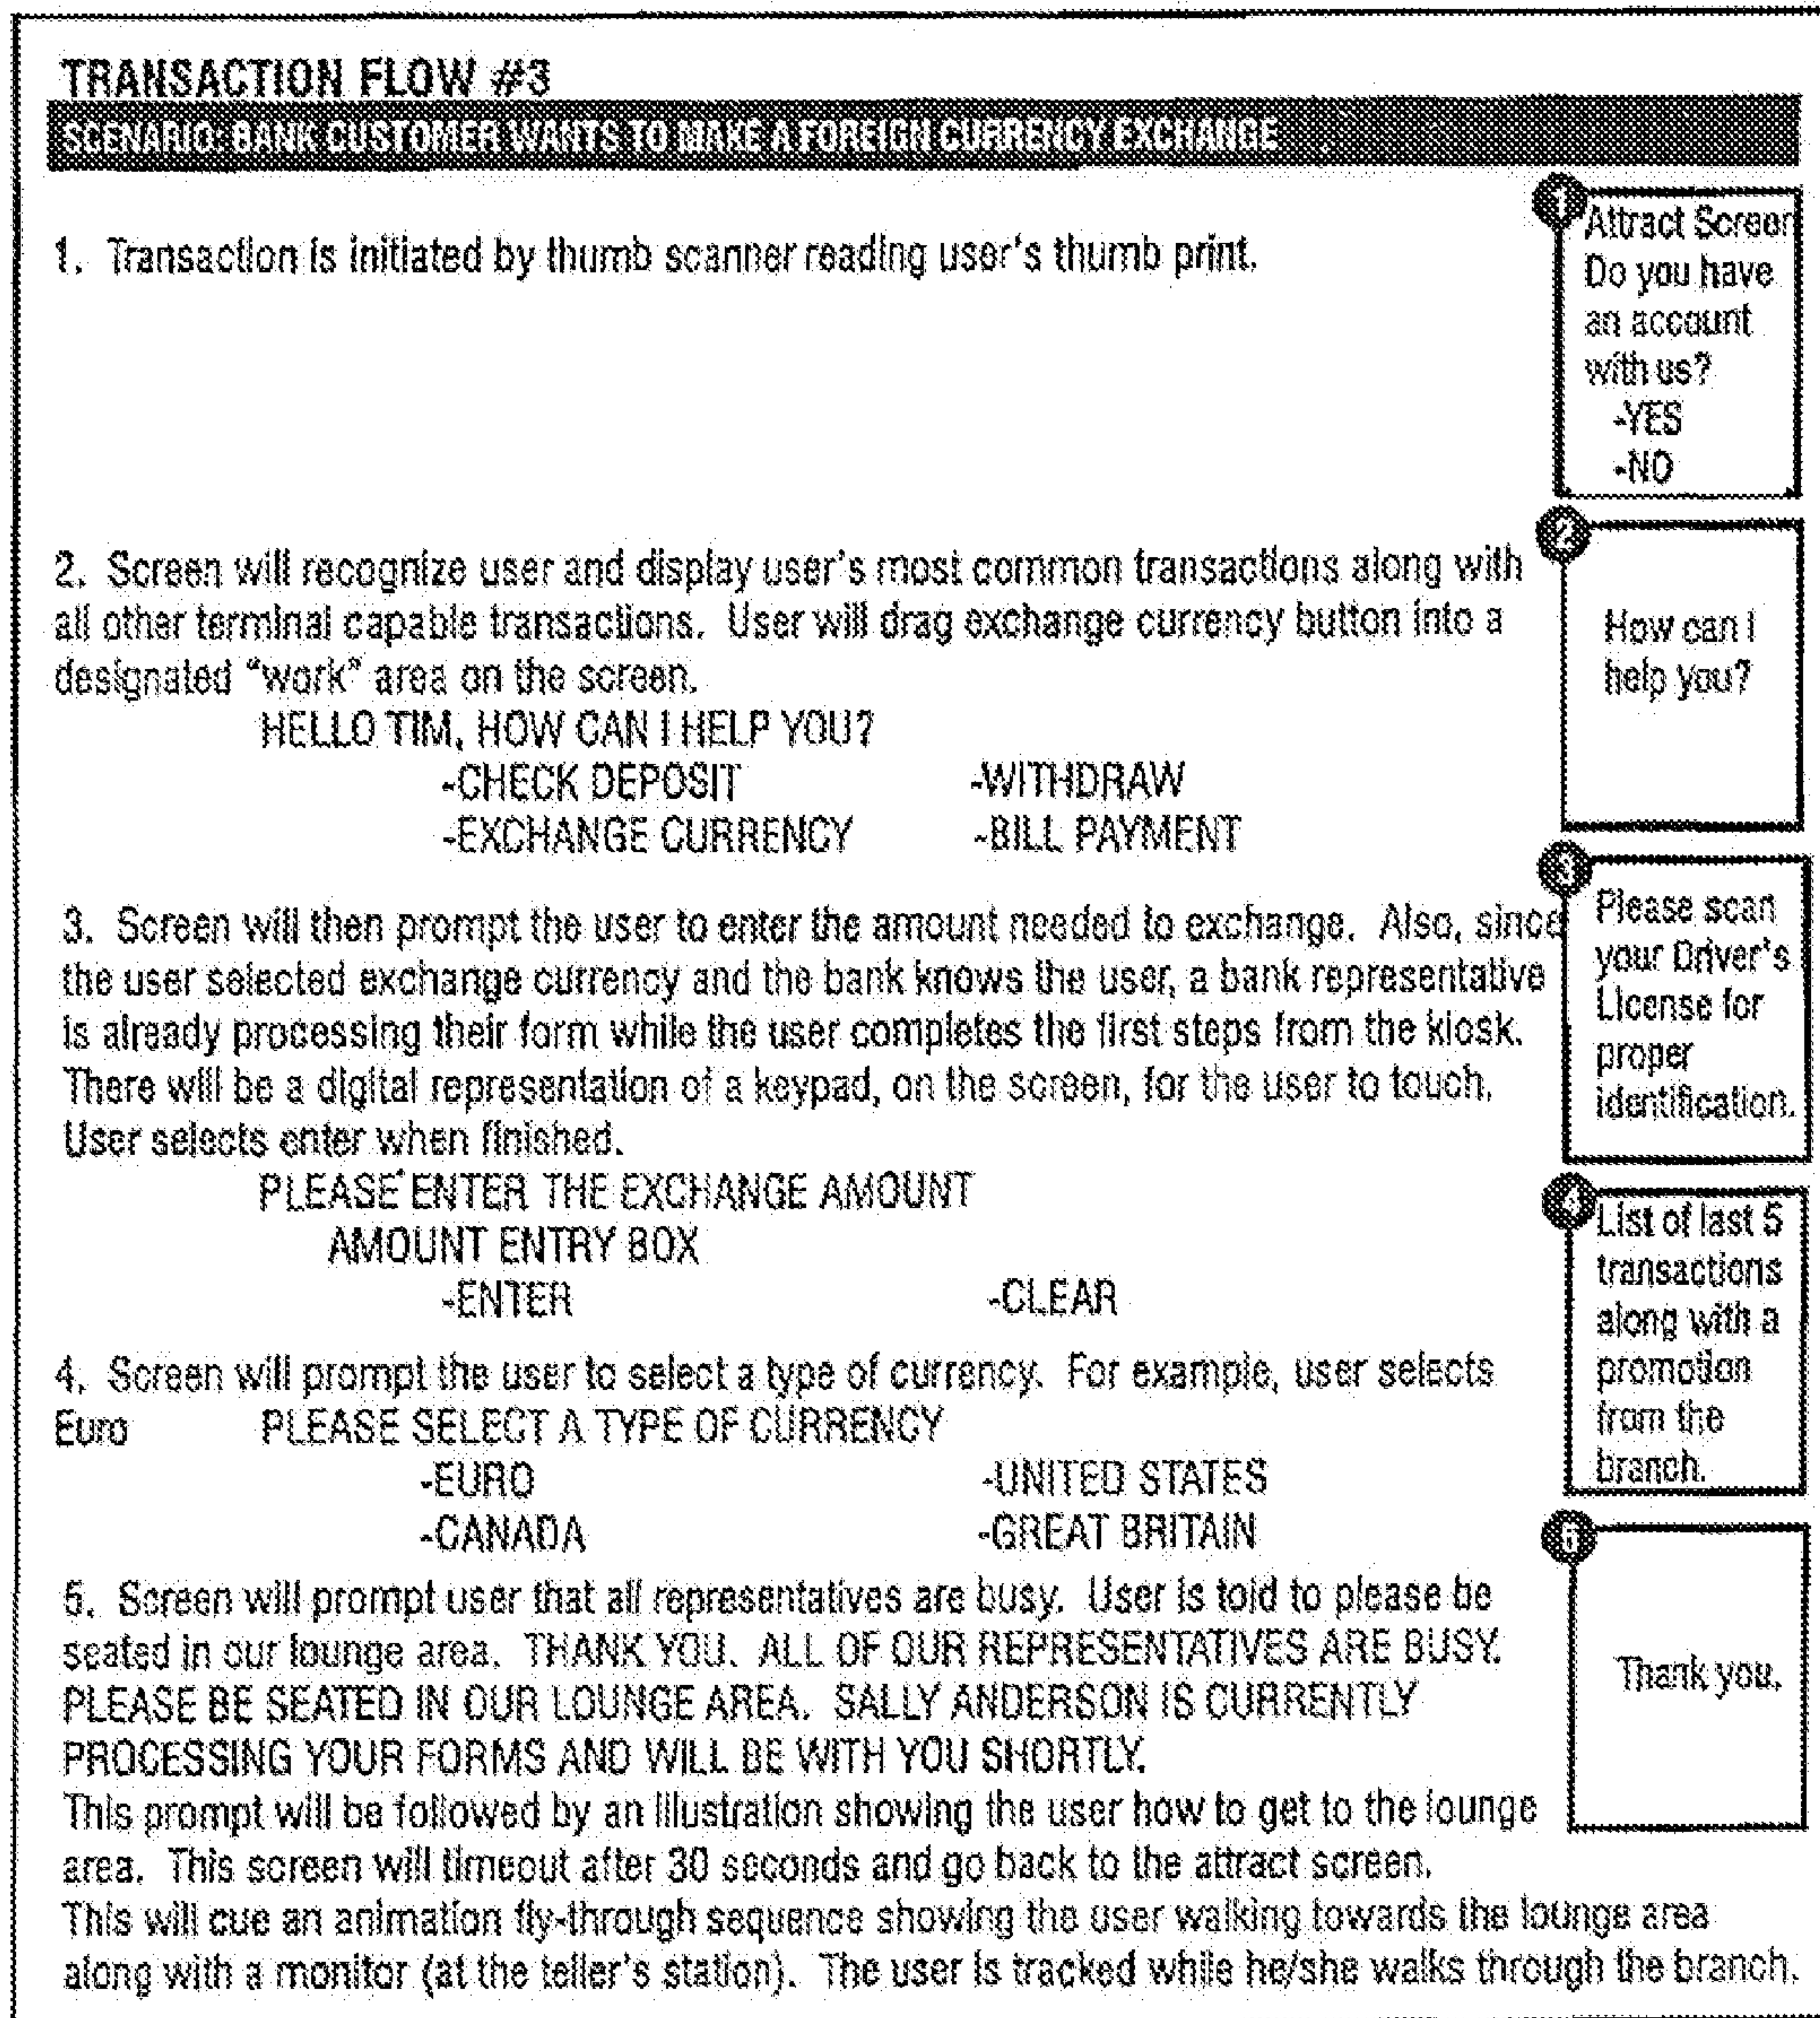 TRANSACTION FLOW #3
SCENARIO: BANK CUSTOMER WANTS TO MAKE A FOREIGN CURRENCY EXCHANGE
1. Transaction is initiated by thumb scanner reading user's thumb print.
1
Attract Screen
Do you have
an account
with us?
-YES
-NO
2. Screen will recognize user and display user's most common transactions along with
all other terminal capable transactions. User will drag exchange currency button into a
designated "work" area on the screen.
HELLO TIM, HOW CAN I HELP YOU?
-CHECK DEPOSIT -WITHDRAW
-EXCHANGE CURRENCY -BILL PAYMENT
2
How can I
help you?
3. Screen will then prompt the user to enter the amount needed to exchange. Also, since
the user selected exchange currency and the bank knows the user, a bank representative
is already processing their form while the user completes the first steps from the kiosk.
There will be a digital representation of a keypad, on the screen, for the user to touch.
User selects enter when finished.
PLEASE ENTER THE EXCHANGE AMOUNT
AMOUNT ENTRY BOX
-ENTER -CLEAR
3
Please scan
your Driver's
License for
proper
identification.
4. Screen will prompt the user to select a type of currency. For example, user selects
Euro PLEASE SELECT A TYPE OF CURRENCY
-EURO -UNITED STATES
-CANADA -GREAT BRITAIN
4
List of last 5
transactions
along with a
promotion
from the
branch.
5. Screen will prompt user that all representatives are busy. User is told to please be
seated in our lounge area. THANK YOU. ALL OF OUR REPRESENTATIVES ARE BUSY.
PLEASE BE SEATED IN OUR LOUNGE AREA. SALLY ANDERSON IS CURRENTLY
PROCESSING YOUR FORMS AND WILL BE WITH YOU SHORTLY.
This prompt will be followed by an illustration showing the user how to get to the lounge
area. This screen will timeout after 30 seconds and go back to the attract screen.
This will cue an animation fly-through sequence showing the user walking towards the lounge area
along with a monitor (at the teller's station). The user is tracked while he/she walks through the branch.
5
Thank you.